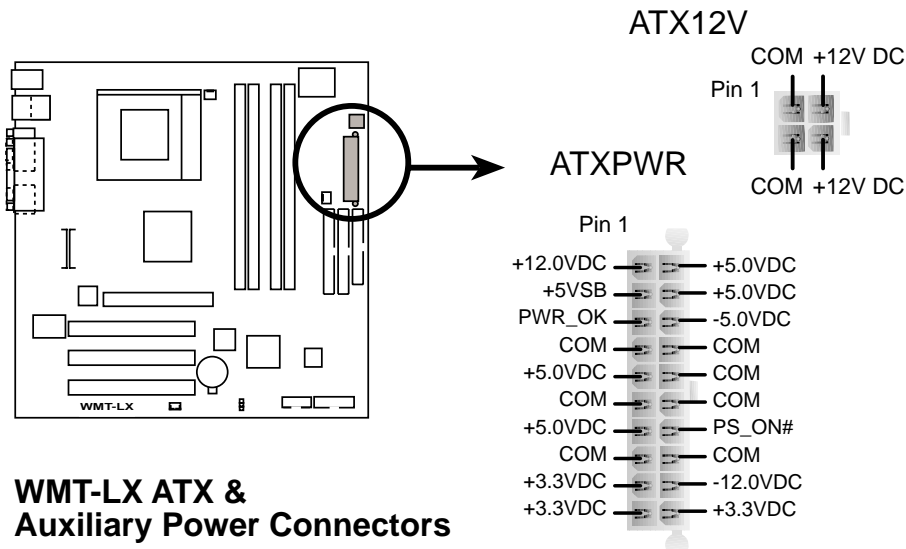 ATX12V
COM +12V DC
Pin 1
COM +12V DC
ATXPWR
Pin 1
+12.0VDC +5.0VDC
+5VSB +5.0VDC
PWR_OK -5.0VDC
COM COM
+5.0VDC COM
COM COM
+5.0VDC PS_ON#
COM COM
+3.3VDC -12.0VDC
+3.3VDC +3.3VDC
WMT-LX
WMT-LX ATX &
Auxiliary Power Connectors